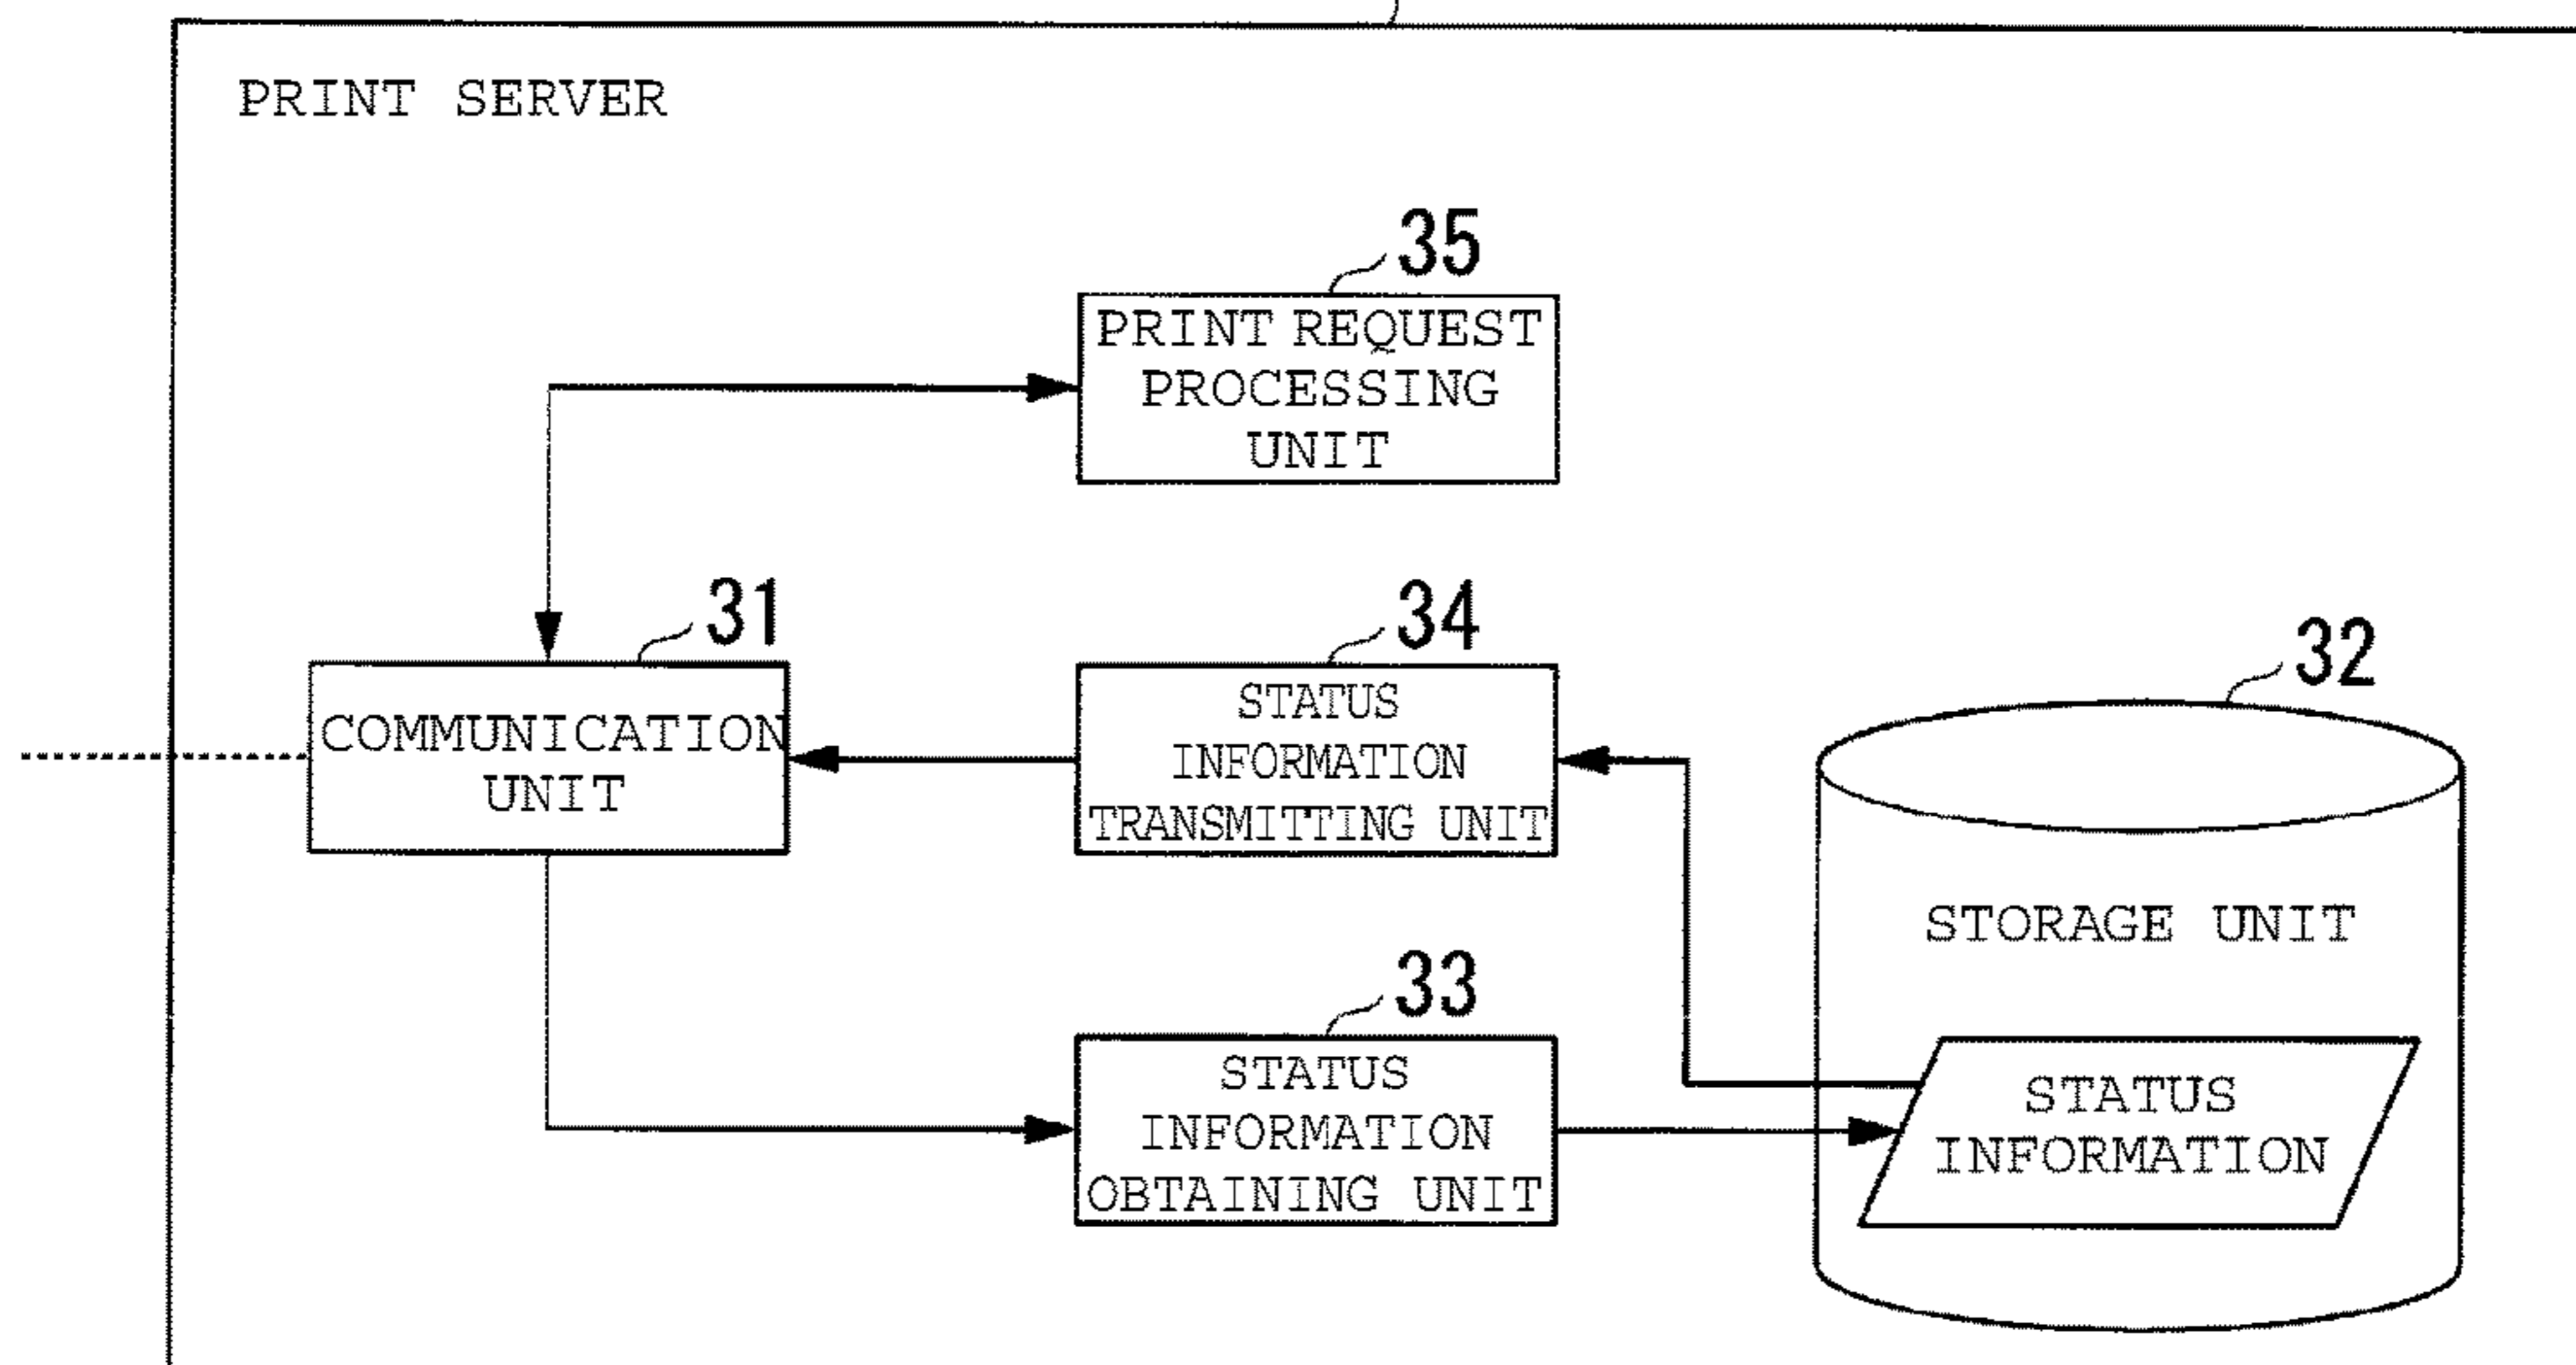 PRINT SERVER
35
PRINT REQUEST
PROCESSING
UNIT
31
COMMUNICATION
UNIT
34
STATUS
INFORMATION
TRANSMITTING UNIT
32
STORAGE UNIT
33
STATUS
INFORMATION
OBTAINING UNIT
STATUS
INFORMATION